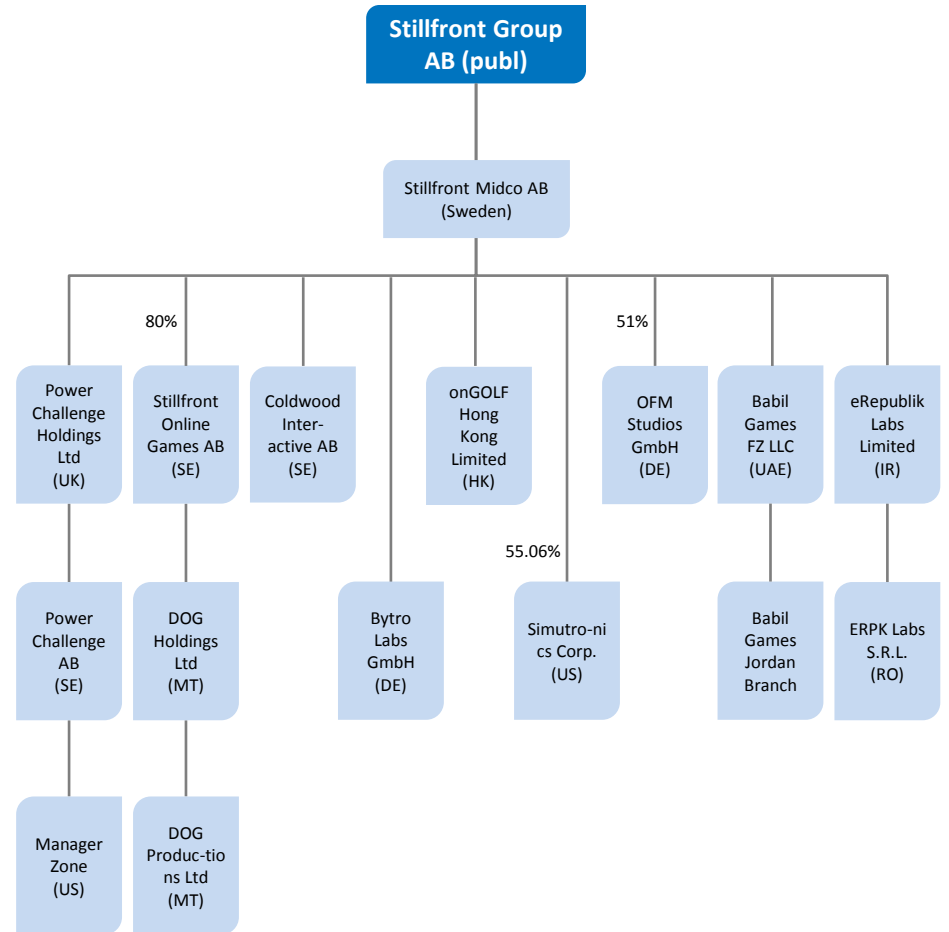 Stillfront Group
AB (publ)
Stillfront Midco AB
(Sweden)
80%
51%
Power
Challenge
Holdings
Ltd
(UK)
Stillfront
Online
Games AB
(SE)
Coldwood
Inter-
active AB
(SE)
onGOLF
Hong
Kong
Limited
(HK)
OFM
Studios
GmbH
(DE)
Babil
Games
FZ LLC
(UAE)
eRepublik
Labs
Limited
(IR)
55.06%
Power
Challenge
AB
(SE)
DOG
Holdings
Ltd
(MT)
Bytro
Labs
GmbH
(DE)
Simutro-ni
cs Corp.
(US)
Babil
Games
Jordan
Branch
ERPK Labs
S.R.L.
(RO)
Manager
Zone
(US)
DOG
Produc-tio
ns Ltd
(MT)